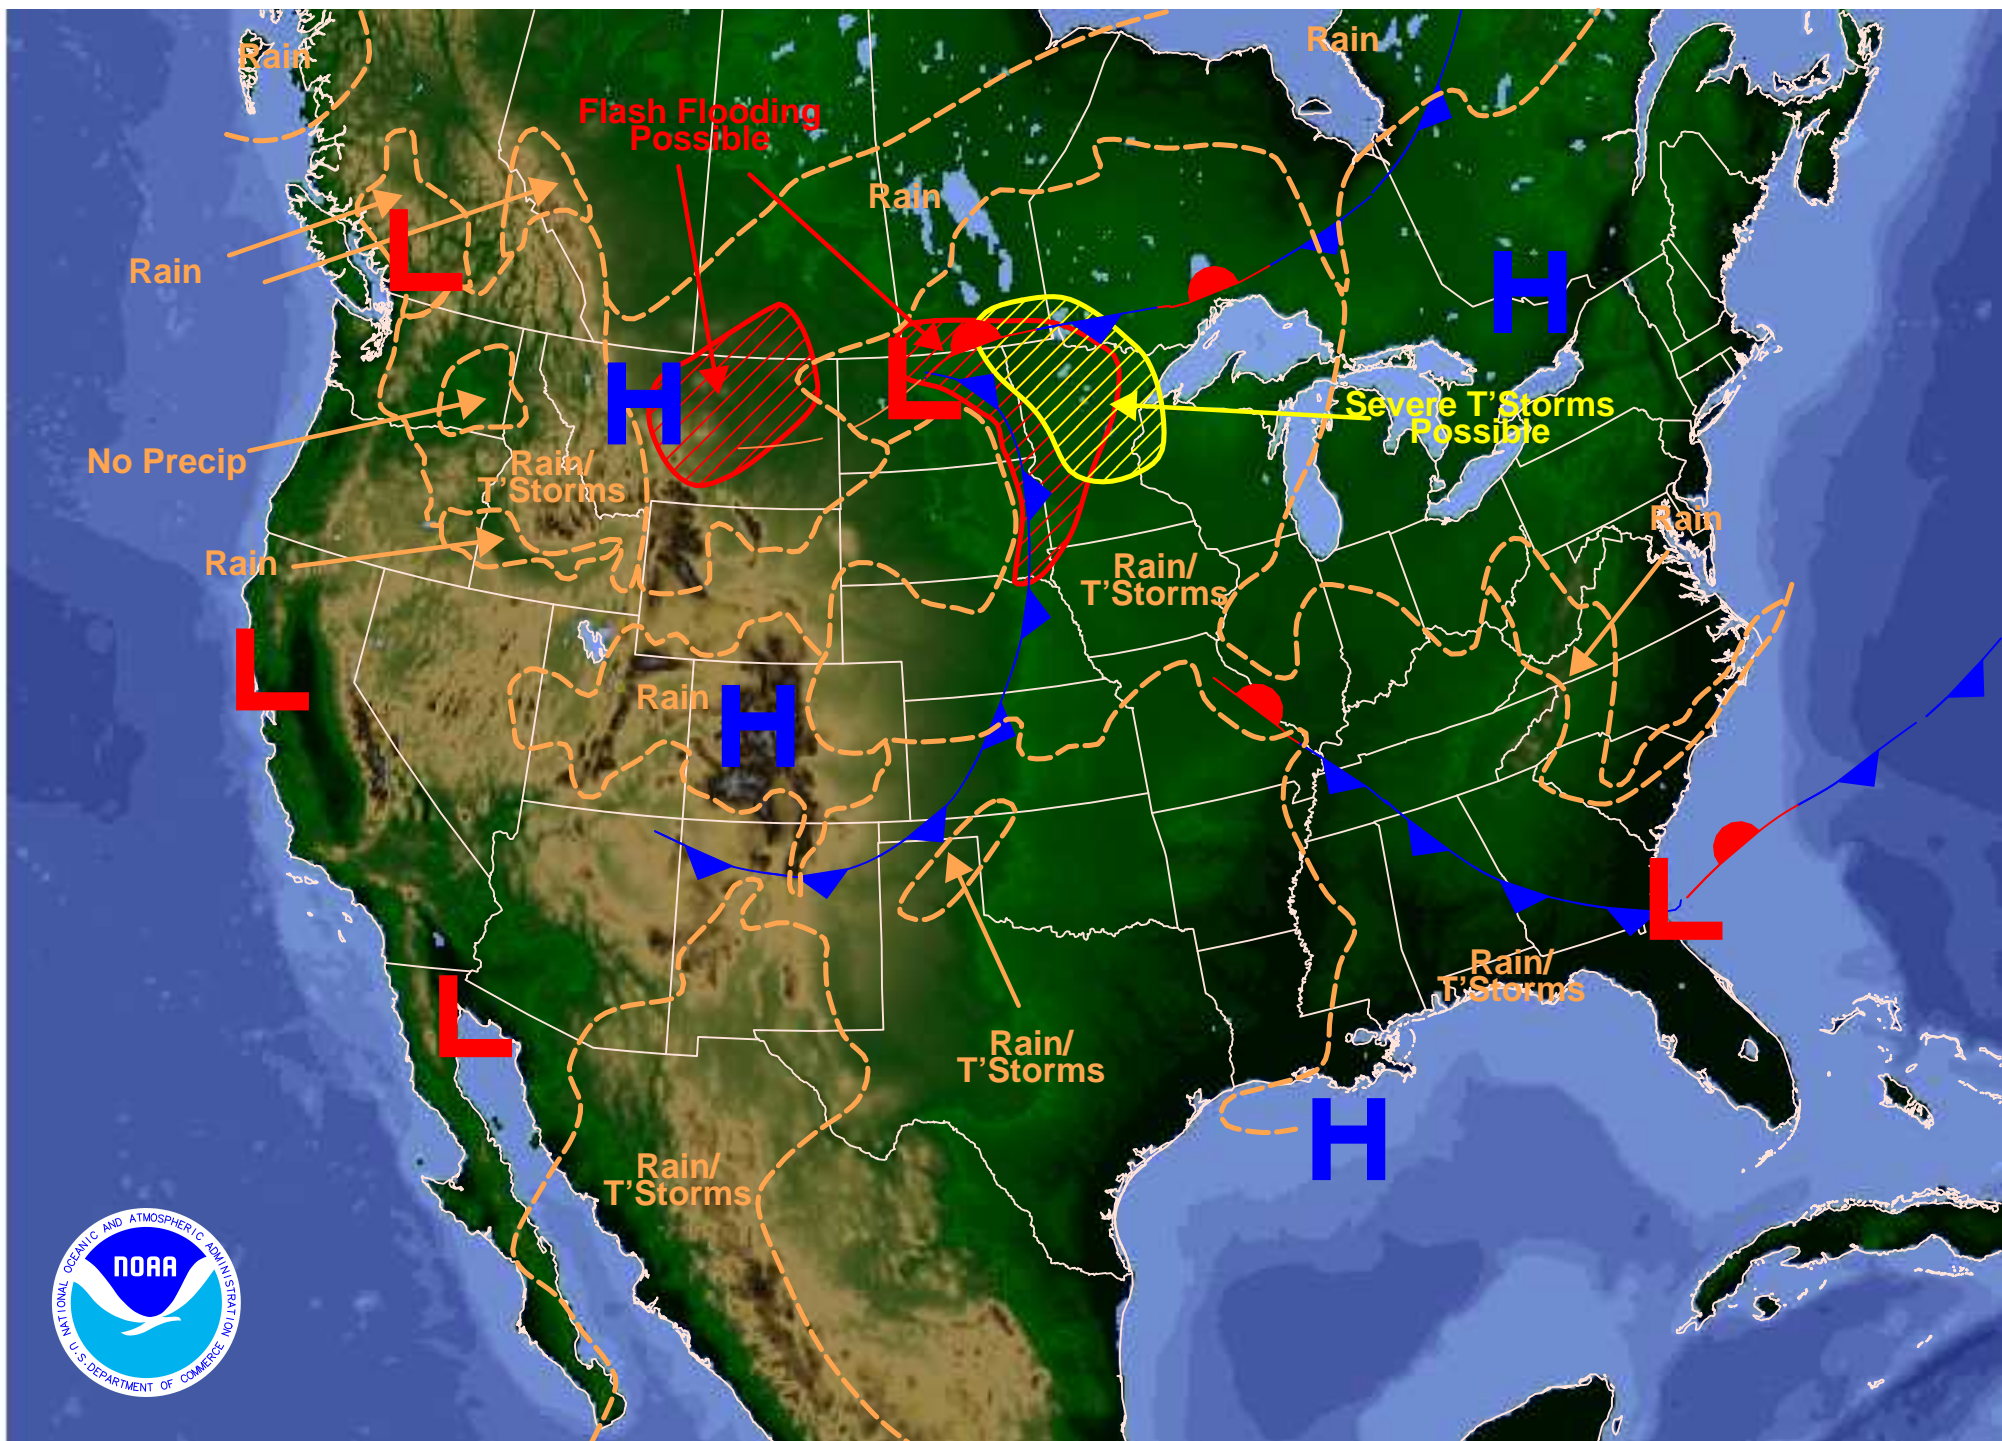 Rain
Rain
Flash Flooding
Possible
Rain
H
L
Rain
H
L
Severe T'Storms
Possible
No Precip
Rain/
T'Storms
Rain
Rain
Rain/
T'Storms
L
Rain
H
L
Rain/
T'Storms
L
Rain/
T'Storms
H
Rain/
T'Storms
NATIONAL OCEANIC AND ATMOSPHERIC ADMINISTRATION
NOAA
U.S. DEPARTMENT OF COMMERCE